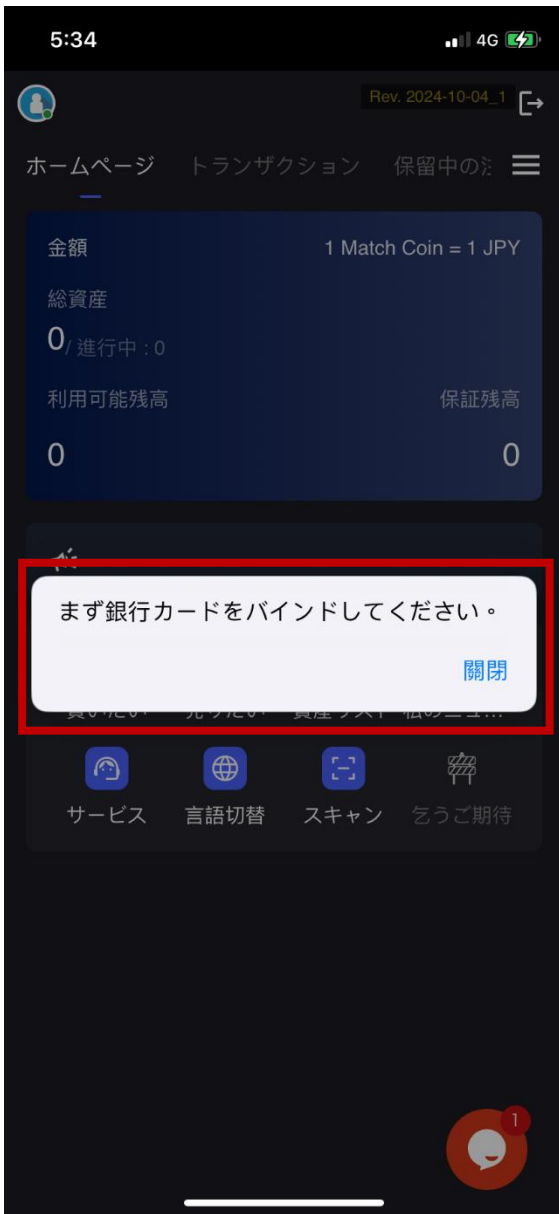 5:34
4G
Rev. 2024-10-04_1
ホームページ トランザクション 保留中の
金額 1 Match Coin = 1 JPY
総資産
0/ 進行中 : 0
利用可能残高 保証残高
0 0
まず銀行カードをバインドしてください。
關閉
サービス 言語切替 スキャン 乞うご期待
1